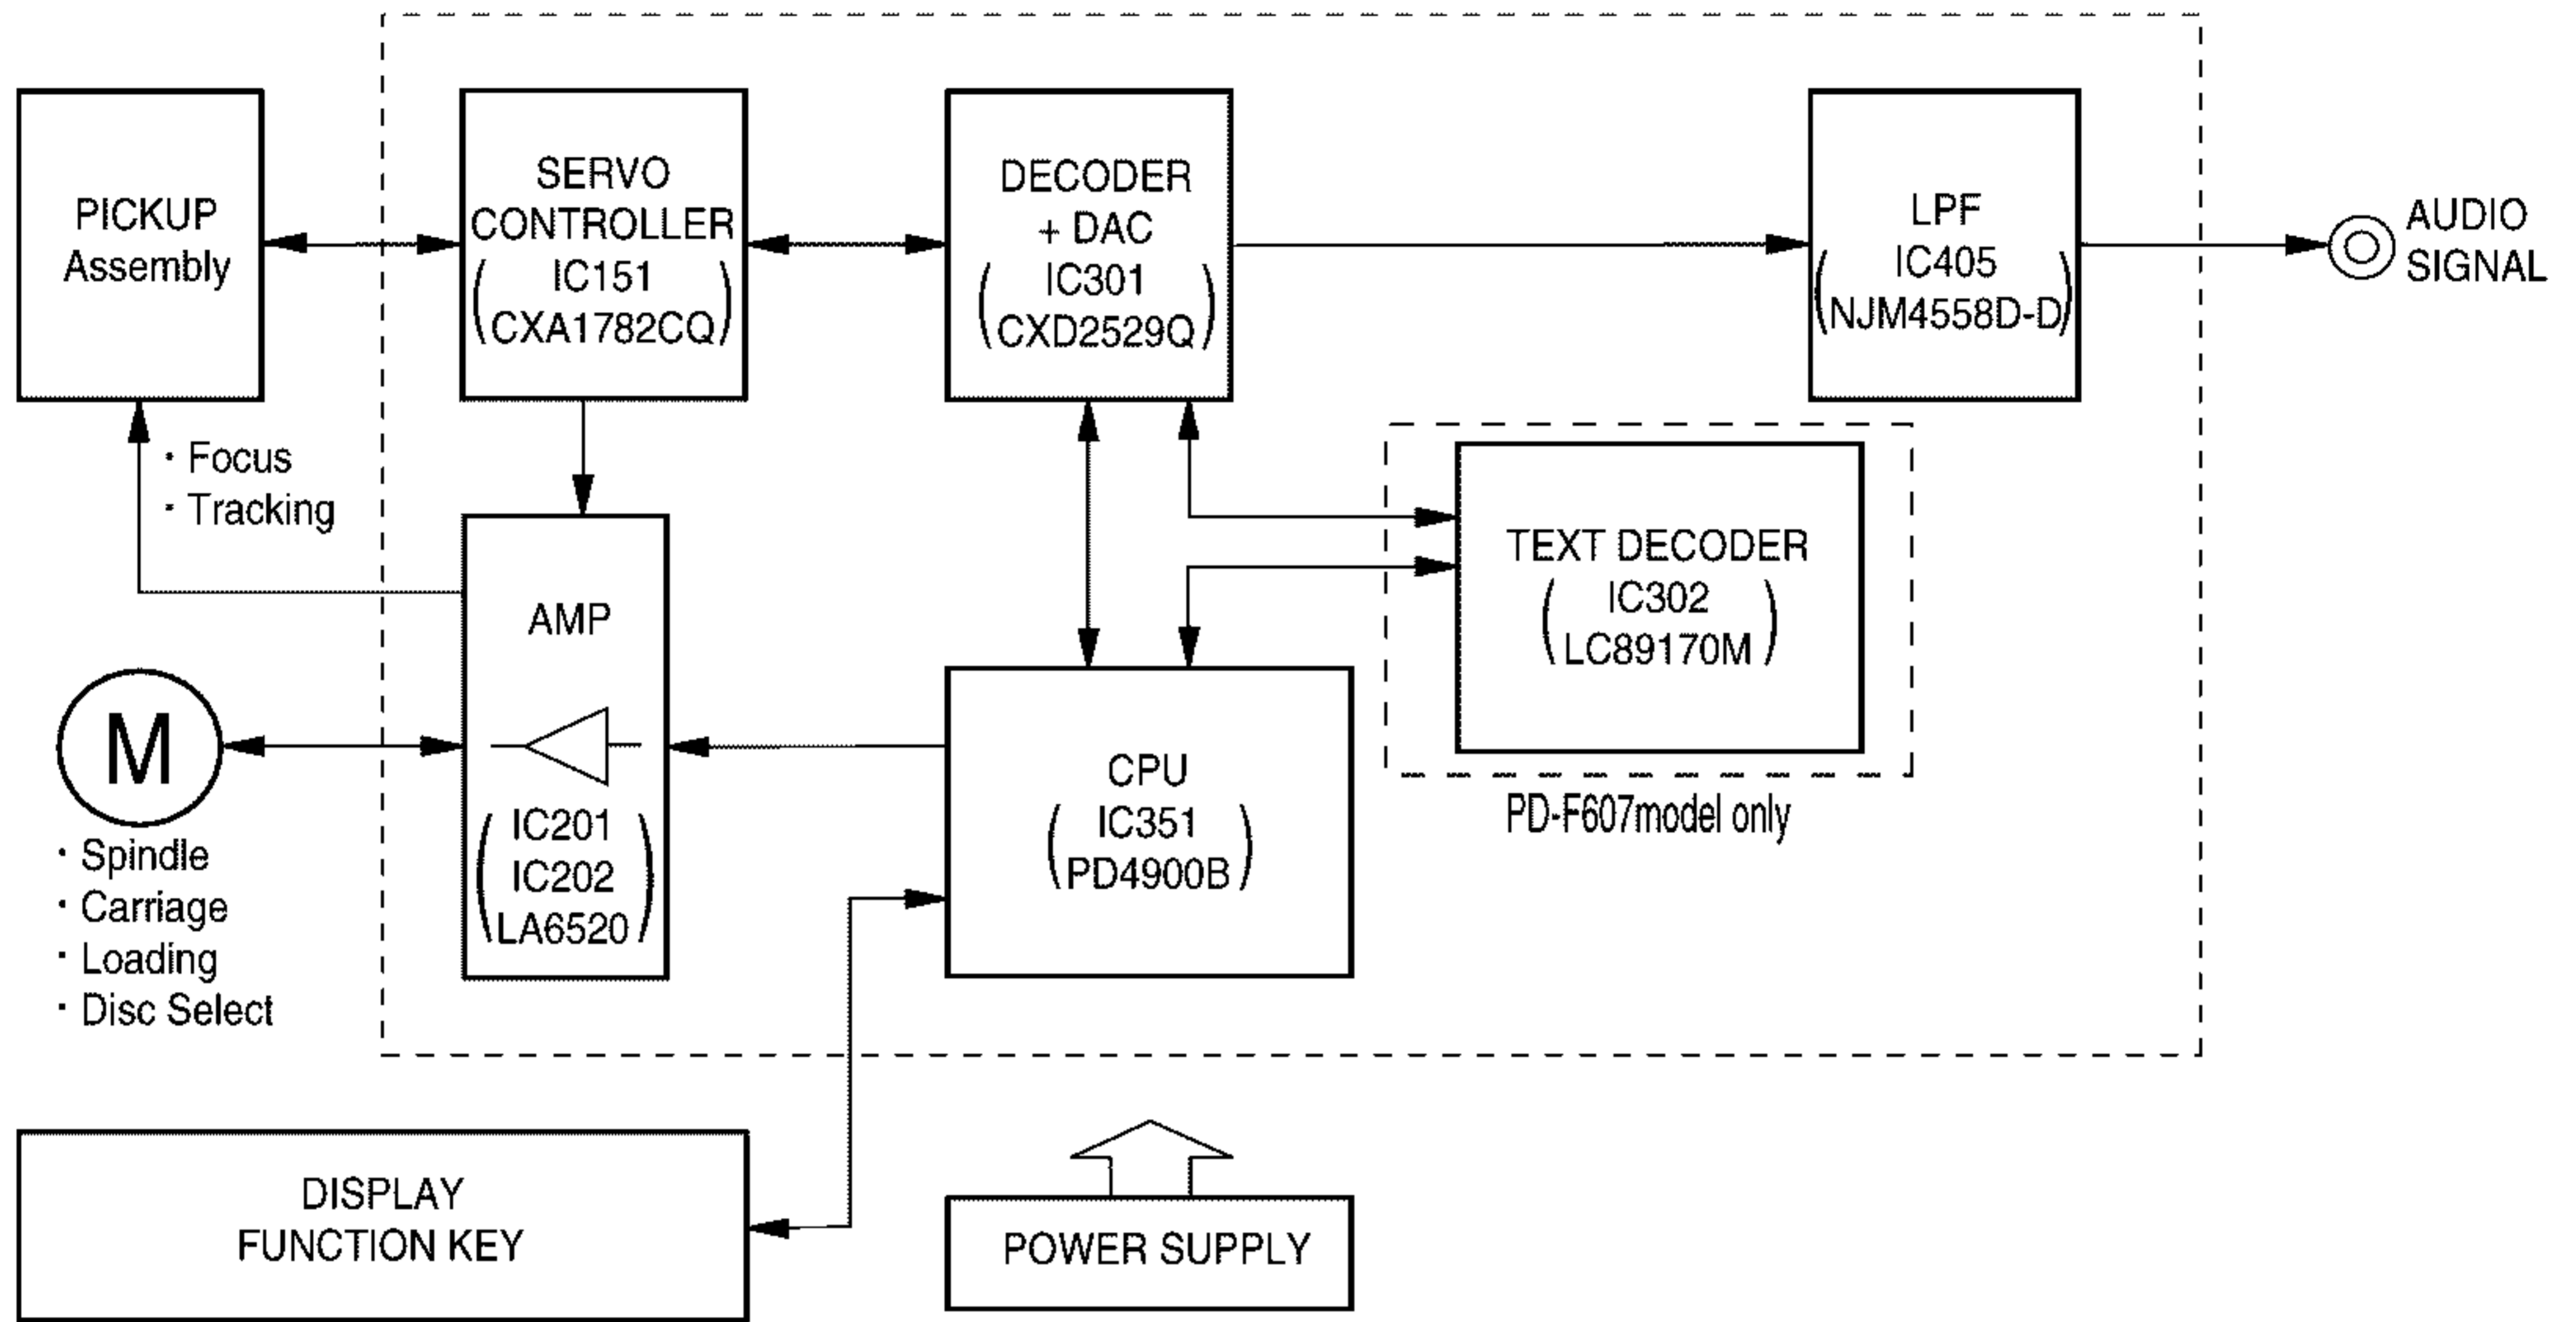 PICKUP
Assembly
SERVO
CONTROLLER
IC151
CXA1782CQ
DECODER
+ DAC
IC301
CXD2529Q
LPF
IC405
(NJM4558D-D)
AUDIO
SIGNAL
· Focus
· Tracking
AMP
IC201
IC202
LA6520
TEXT DECODER
IC302
LC89170M
PD-F607model only
M
· Spindle
· Carriage
· Loading
· Disc Select
CPU
IC351
PD4900B
DISPLAY
FUNCTION KEY
POWER SUPPLY